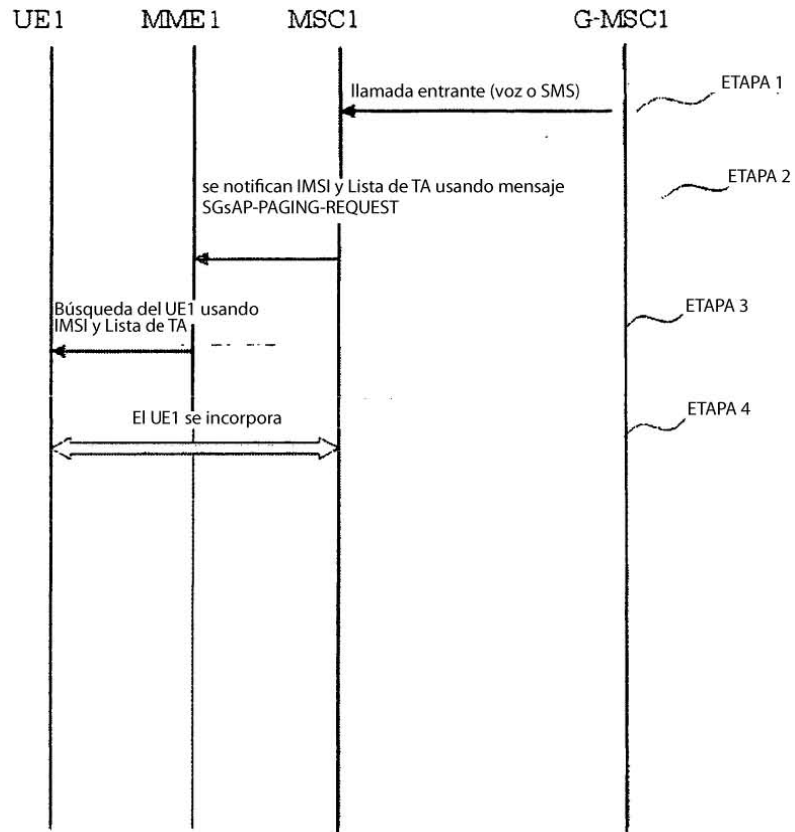 UE1 MME1 MSC1 G-MSC1
llamada entrante (voz o SMS)
ETAPA 1
se notifican IMSI y Lista de TA usando mensaje
SGsAP-PAGING-REQUEST
ETAPA 2
Búsqueda del UE1 usando
IMSI y Lista de TA
ETAPA 3
El UE1 se incorpora
ETAPA 4